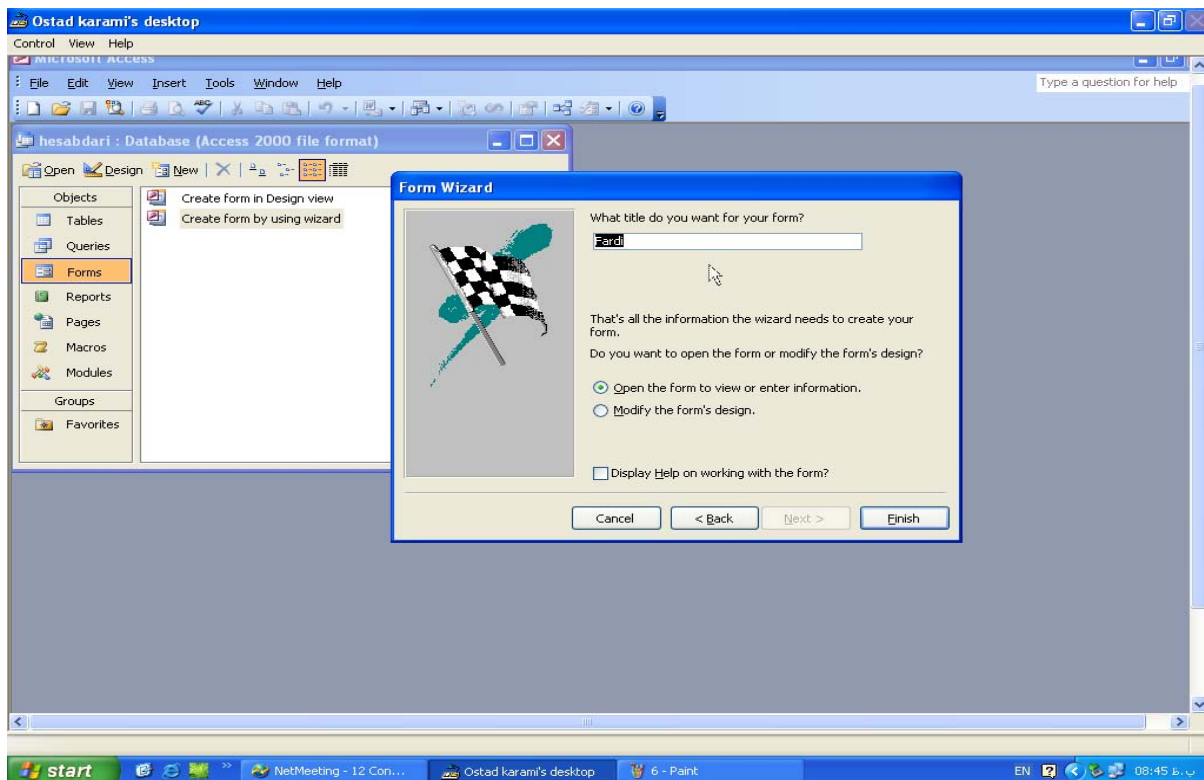 Ostad karami's desktop
Control View Help
Microsoft Access
File Edit View Insert Tools Window Help
Type a question for help
hesabdari : Database (Access 2000 file format)
Open Design New
Objects
Tables
Queries
Forms
Reports
Pages
Macros
Modules
Groups
Favorites
Create form in Design view
Create form by using wizard
Form Wizard
What title do you want for your form?
Fardi
That's all the information the wizard needs to create your
form.
Do you want to open the form or modify the form's design?
Open the form to view or enter information.
Modify the form's design.
Display Help on working with the form?
Cancel
< Back
Next >
Finish
start
NetMeeting - 12 Con...
Ostad karami's desktop
6 - Paint
EN
08:45 ب.ظ